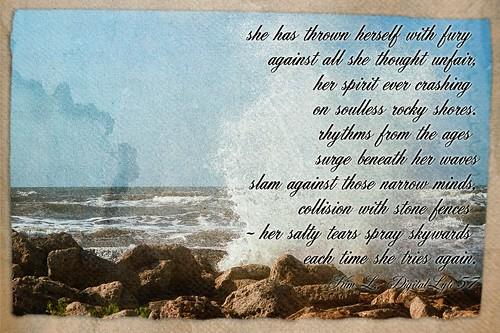 she has thrown herself with fury
against all she thought unfair,
her spirit ever crashing
on soulless rocky shores.
rhythms from the ages
surge beneath her waves
slam against those narrow minds,
collision with stone fences
~ her salty tears spray skywards
each time she tries again.